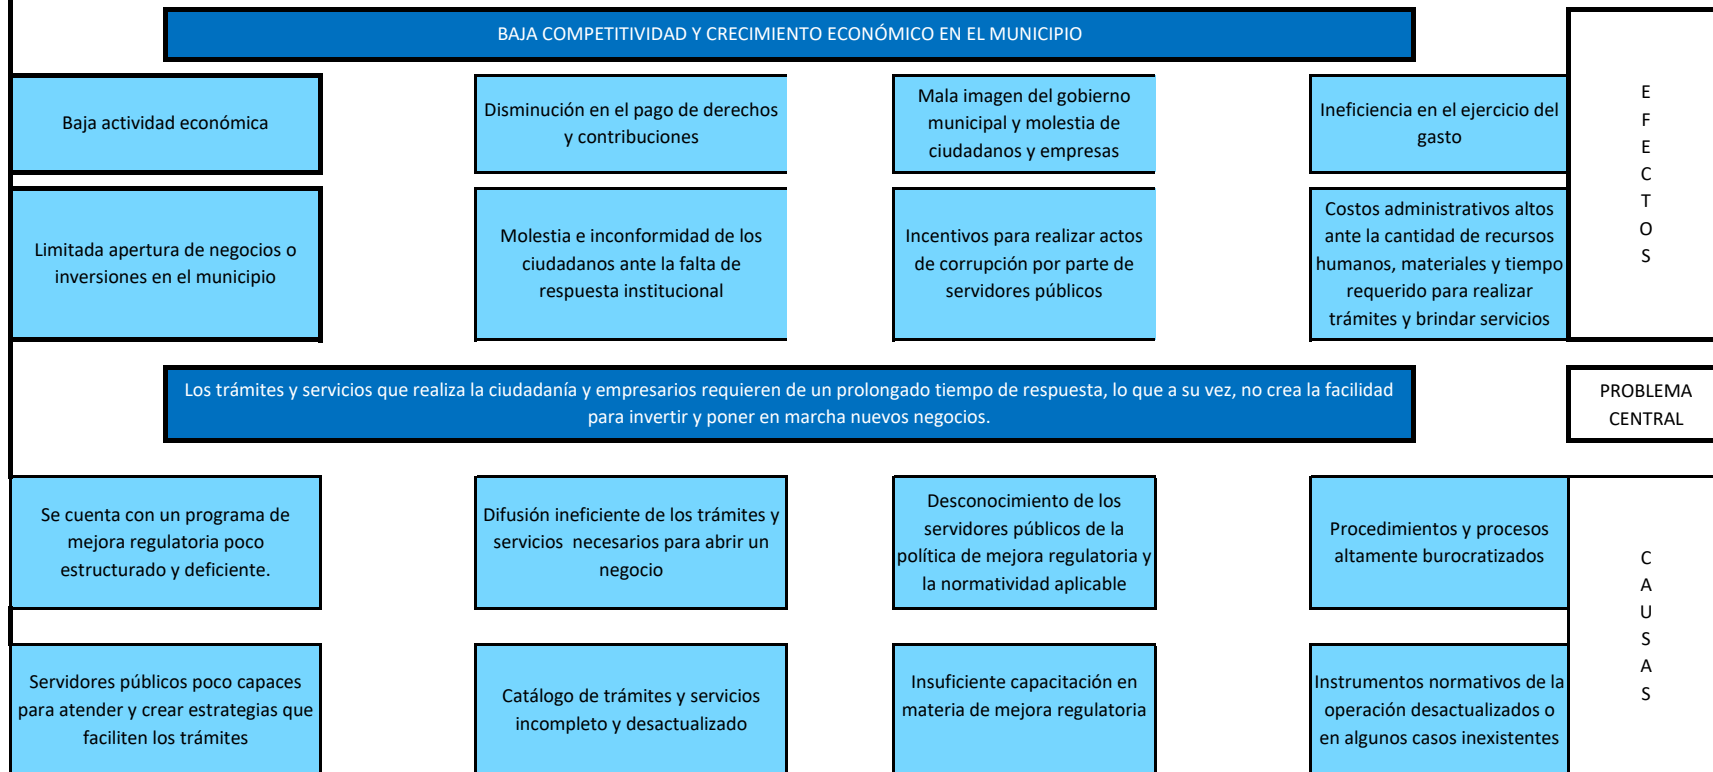 BAJA COMPETITIVIDAD Y CRECIMIENTO ECONÓMICO EN EL MUNICIPIO
Baja actividad económica
Disminución en el pago de derechos
y contribuciones
Mala imagen del gobierno
municipal y molestia de
ciudadanos y empresas
Ineficiencia en el ejercicio del
gasto
Limitada apertura de negocios o
inversiones en el municipio
Molestia e inconformidad de los
ciudadanos ante la falta de
respuesta institucional
Incentivos para realizar actos
de corrupción por parte de
servidores públicos
Costos administrativos altos
ante la cantidad de recursos
humanos, materiales y tiempo
requerido para realizar
trámites y brindar servicios
E
F
E
C
T
O
S
Los trámites y servicios que realiza la ciudadanía y empresarios requieren de un prolongado tiempo de respuesta, lo que a su vez, no crea la facilidad
para invertir y poner en marcha nuevos negocios.
PROBLEMA
CENTRAL
Se cuenta con un programa de
mejora regulatoria poco
estructurado y deficiente.
Difusión ineficiente de los trámites y
servicios necesarios para abrir un
negocio
Desconocimiento de los
servidores públicos de la
política de mejora regulatoria y
la normatividad aplicable
Procedimientos y procesos
altamente burocratizados
Servidores públicos poco capaces
para atender y crear estrategias que
faciliten los trámites
Catálogo de trámites y servicios
incompleto y desactualizado
Insuficiente capacitación en
materia de mejora regulatoria
Instrumentos normativos de la
operación desactualizados o
en algunos casos inexistentes
C
A
U
S
A
S